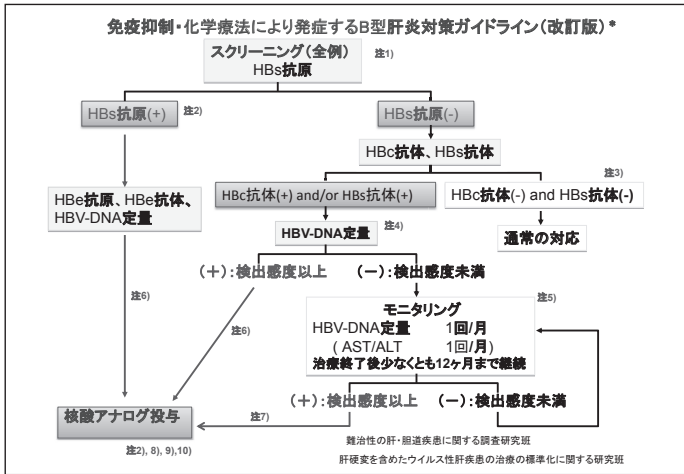 免疫抑制・化学療法により発症するB型肝炎対策ガイドライン(改訂版)*
スクリーニング(全例)
HBs抗原
注1)
HBs抗原(+)
注2)
HBs抗原(-)
HBc抗体、HBs抗体
注3)
HBe抗原、HBe抗体、
HBV-DNA定量
HBc抗体(+) and/or HBs抗体(+)
HBc抗体(-) and HBs抗体(-)
HBV-DNA定量
注4)
通常の対応
(+):検出感度以上
(-):検出感度未満
注6)
注6)
注5)
モニタリング
HBV-DNA定量 1回/月
( AST/ALT 1回/月)
治療終了後少なくとも12ヶ月まで継続
核酸アナログ投与
注7)
(+):検出感度以上
(-):検出感度未満
注2), 8), 9),10)
難治性の肝・胆道疾患に関する調査研究班
肝硬変を含めたウイルス性肝疾患の治療の標準化に関する研究班